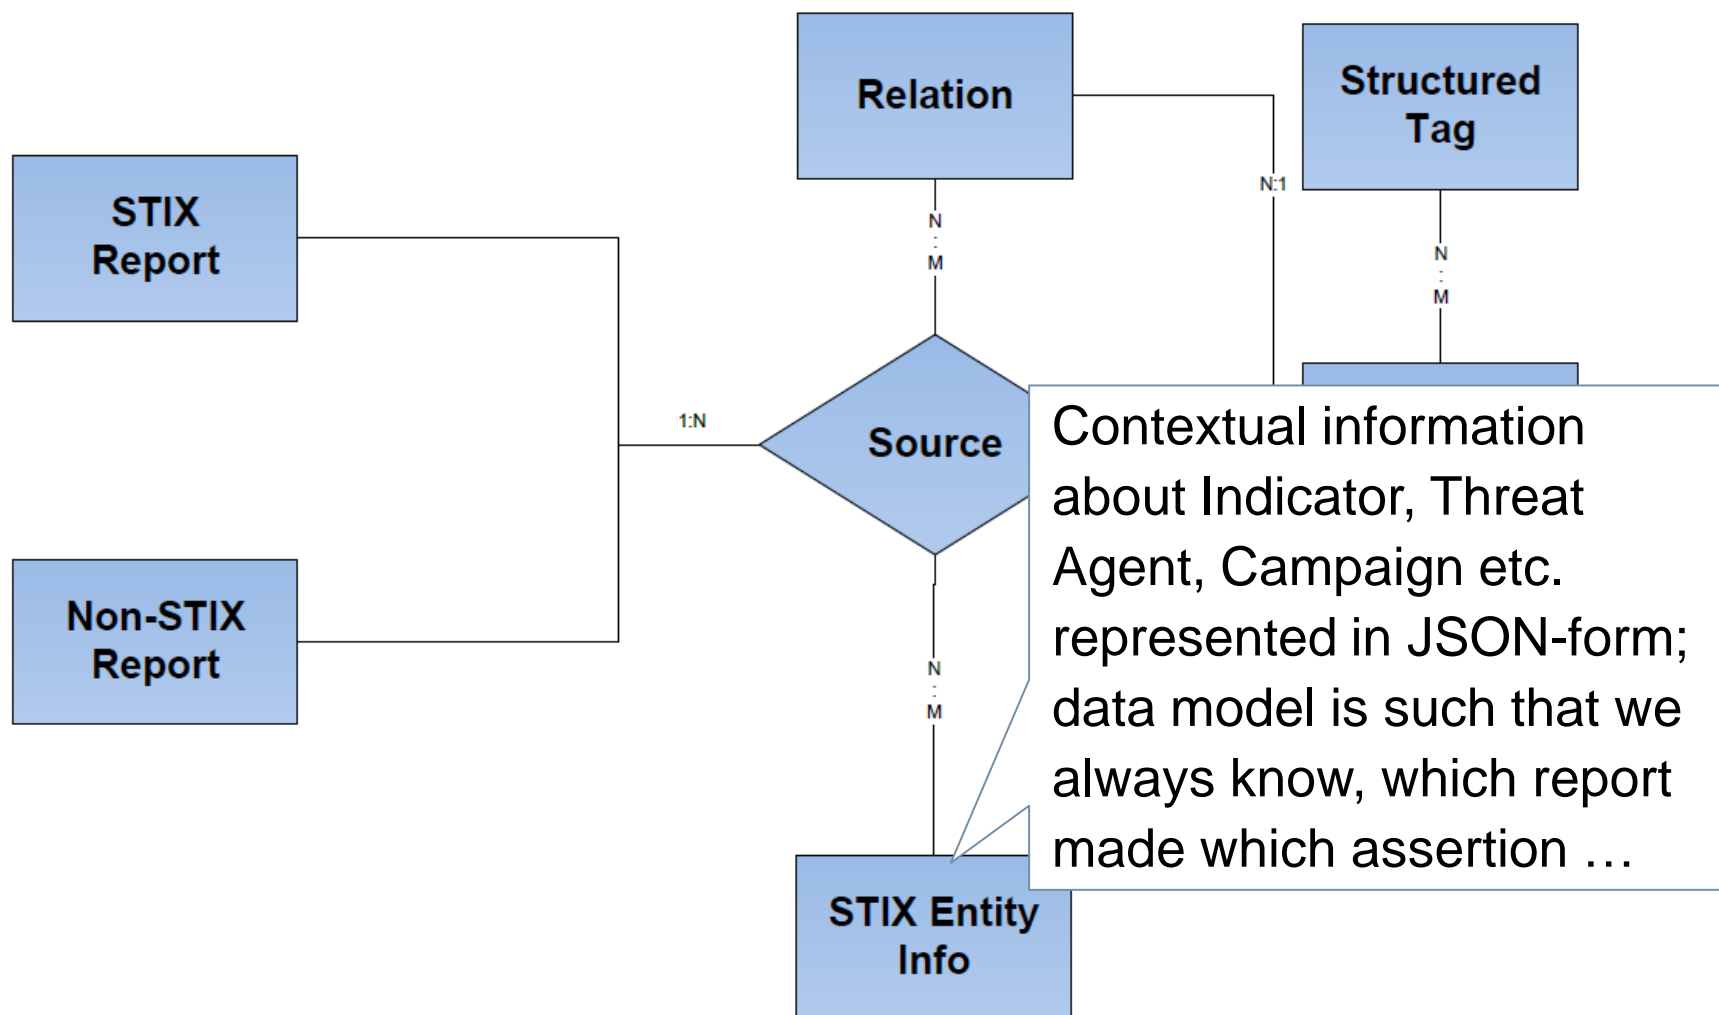 Relation
Structured
Tag
STIX
Report
N:1
N
:
M
N
:
M
1:N
Source
Contextual information
about Indicator, Threat
Agent, Campaign etc.
represented in JSON-form;
data model is such that we
always know, which report
made which assertion …
Non-STIX
Report
N
:
M
STIX Entity
Info